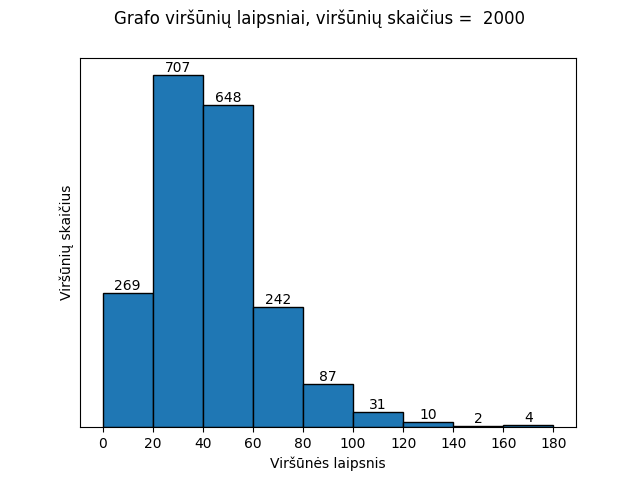 Grafo viršūnių laipsniai, viršūnių skaičius =  2000
707
648
269
242
87
31
10
2
4
Viršūnių skaičius
0 20 40 60 80 100 120 140 160 180
Viršūnės laipsnis